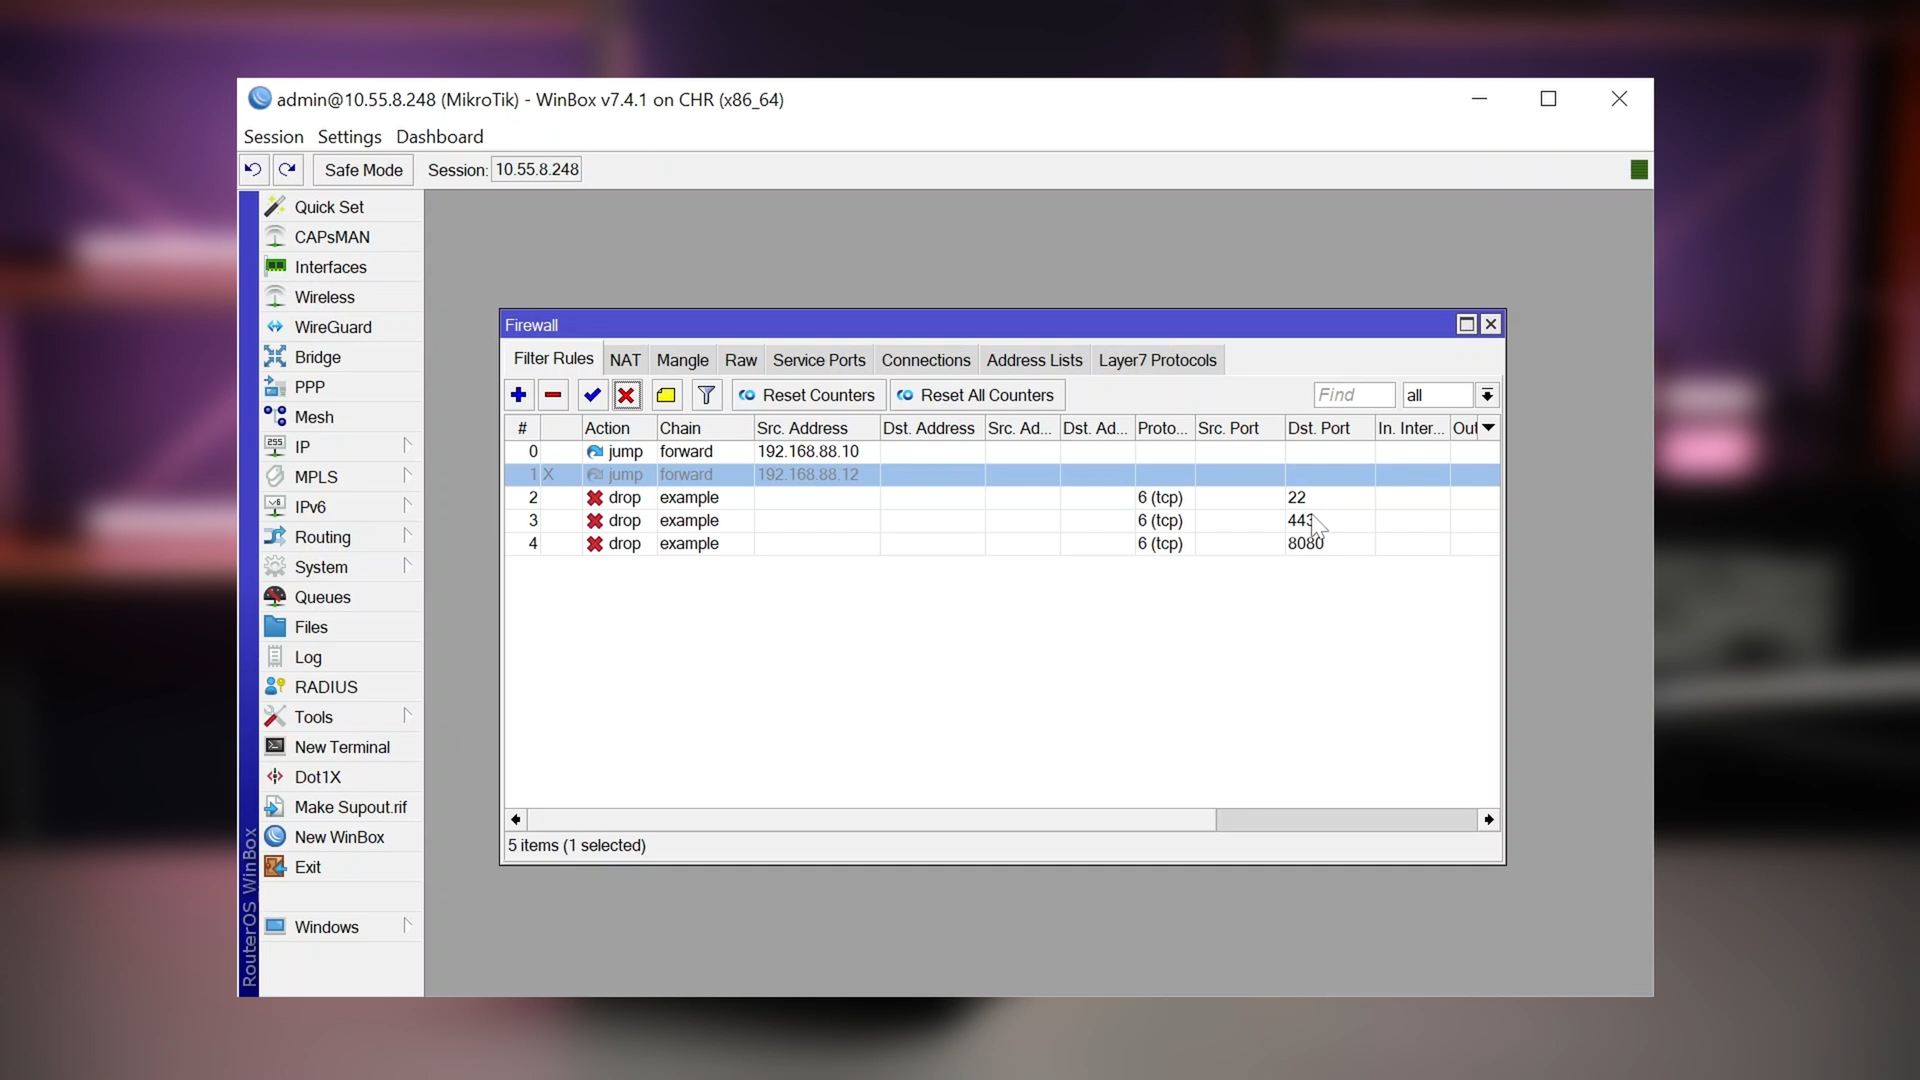 admin@10.55.8.248 (MikroTik) - WinBox v7.4.1 on CHR (x86_64)
Session Settings Dashboard
Safe Mode Session: 10.55.8.248
Quick Set
CAPsMAN
Interfaces
Wireless
WireGuard
Bridge
PPP
Mesh
255 IP
MPLS
v6 IPv6
Routing
System
Queues
Files
Log
RADIUS
Tools
New Terminal
Dot1X
Make Supout.rif
New WinBox
Exit
Windows
RouterOS WinBox
Firewall
Filter Rules NAT Mangle Raw Service Ports Connections Address Lists Layer7 Protocols
Reset Counters Reset All Counters Find all
# Action Chain Src. Address Dst. Address Src. Ad... Dst. Ad... Proto... Src. Port Dst. Port In. Inter... Out
0 jump forward 192.168.88.10
1 X jump forward 192.168.88.12
2 drop example 6 (tcp) 22
3 drop example 6 (tcp) 443
4 drop example 6 (tcp) 8080
5 items (1 selected)